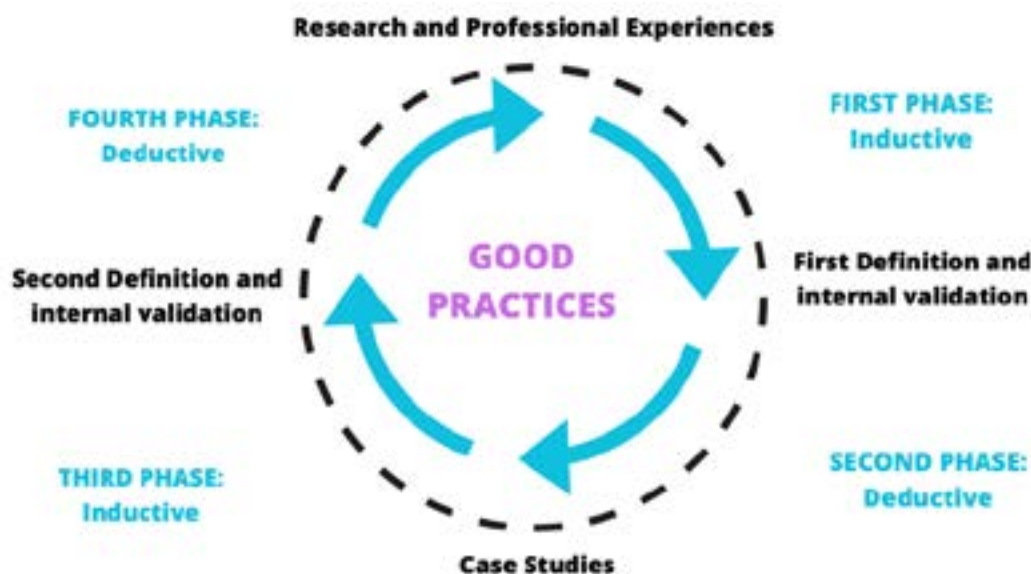 Research and Professional Experiences
FOURTH PHASE:
Deductive
FIRST PHASE:
Inductive
GOOD
PRACTICES
Second Definition and
internal validation
First Definition and
internal validation
THIRD PHASE:
Inductive
SECOND PHASE:
Deductive
Case Studies